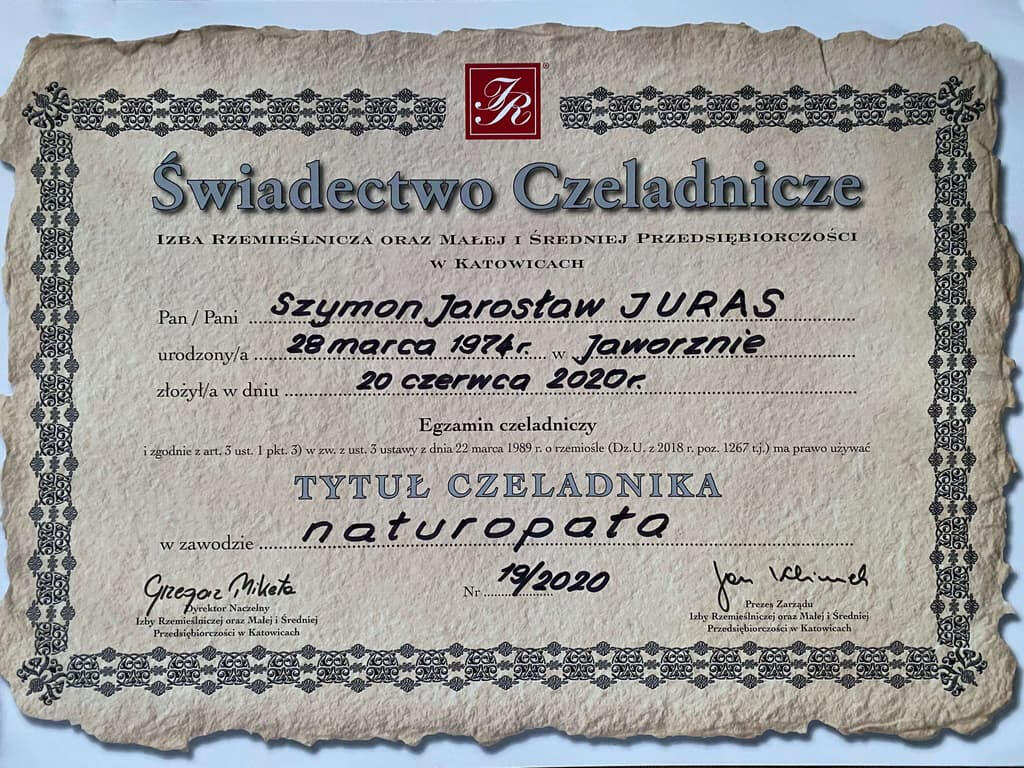 IR®
Świadectwo Czeladnicze
IZBA RZEMIEŚLNICZA ORAZ MAŁEJ I ŚREDNIEJ PRZEDSIĘBIORCZOŚCI
W KATOWICACH
Pan / Pani Szymon Jarosław JURAS
urodzony/a 28 marca 1974r. w Jaworznie
złożył/a w dniu 20 czerwca 2020r.
Egzamin czeladniczy
i zgodnie z art. 3 ust. 1 pkt. 3) w zw. z ust. 3 ustawy z dnia 22 marca 1989 r. o rzemiośle (Dz.U. z 2018 r. poz. 1267 t.j.) ma prawo używać
TYTUŁ CZELADNIKA
w zawodzie naturopata
Nr 19/2020
Grzegorz Miketa
Dyrektor Naczelny
Izby Rzemieślniczej oraz Małej i Średniej
Przedsiębiorczości w Katowicach
Jan Klimek
Prezes Zarządu
Izby Rzemieślniczej oraz Małej i Średniej
Przedsiębiorczości w Katowicach